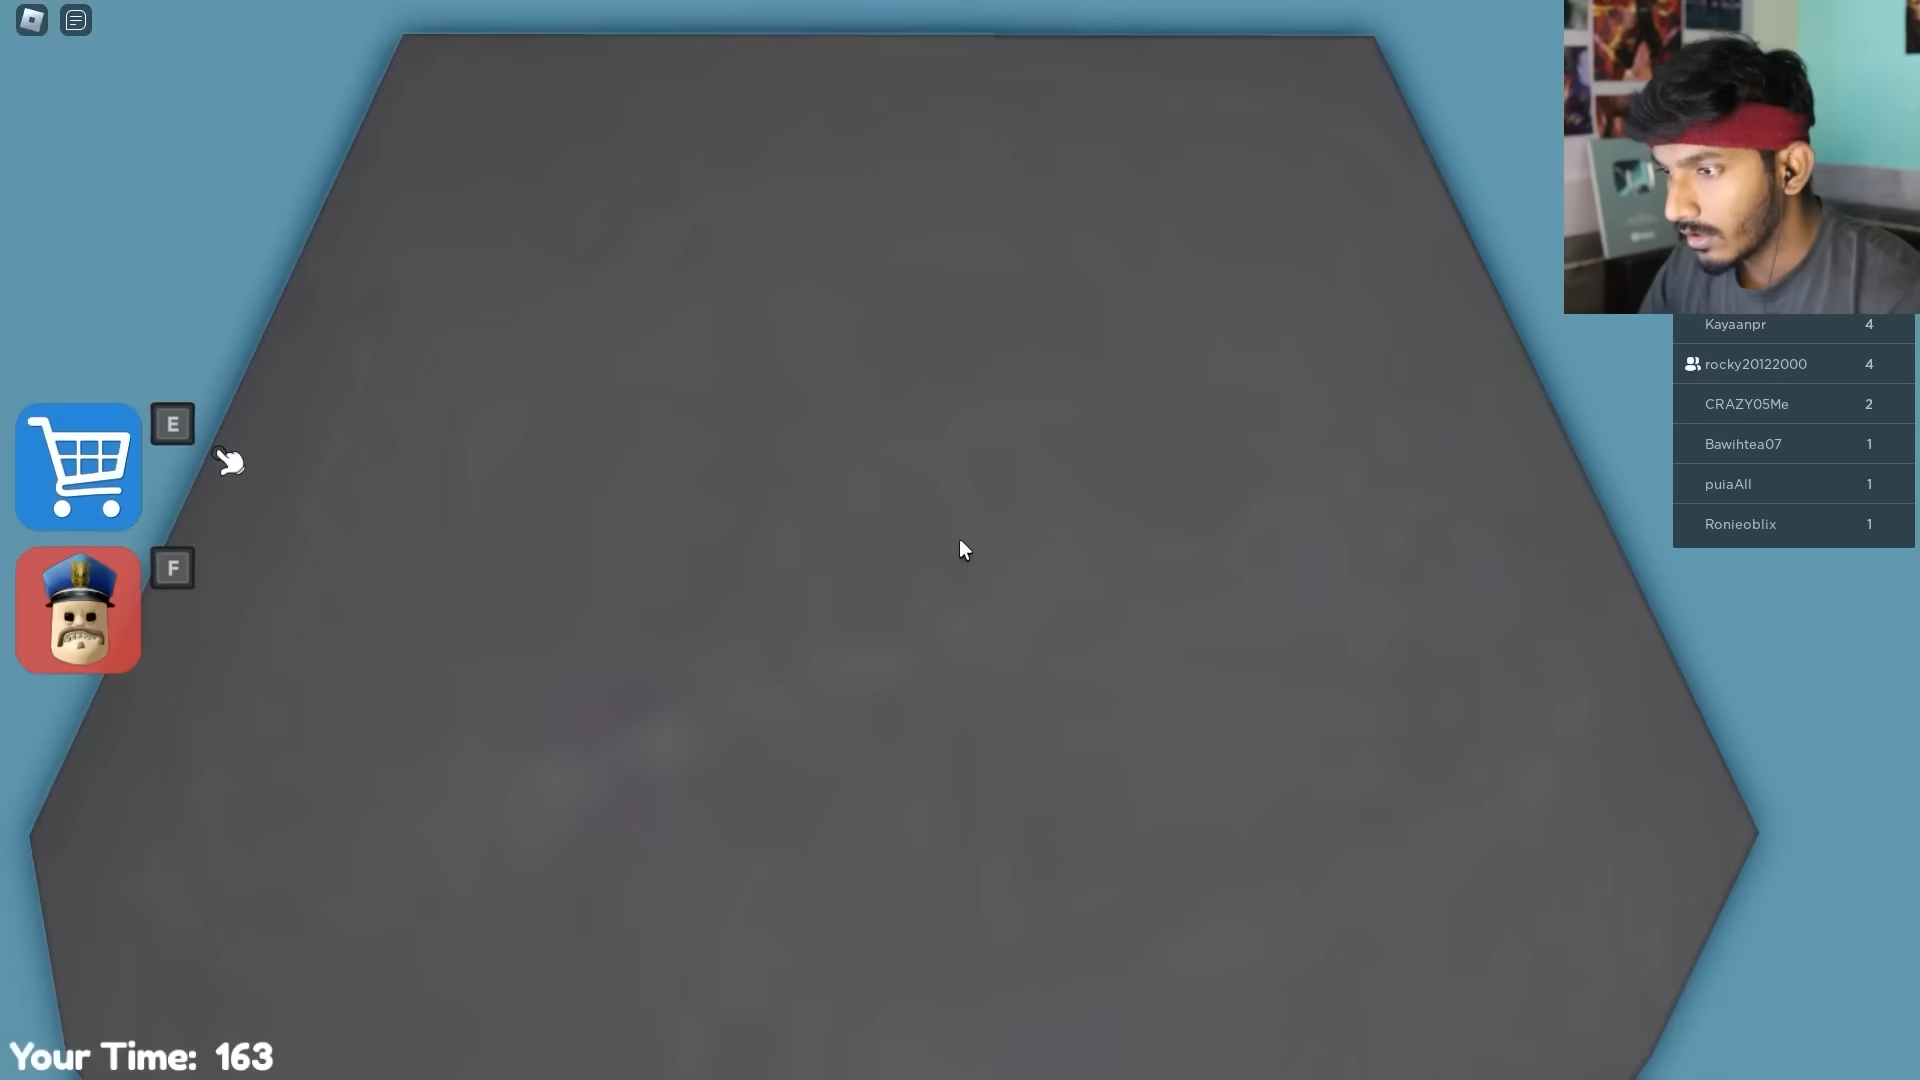 Kayaanpr 4
rocky20122000 4
CRAZY05Me 2
Bawihtea07 1
puiaAll 1
Ronieoblix 1
E
F
Your Time: 163